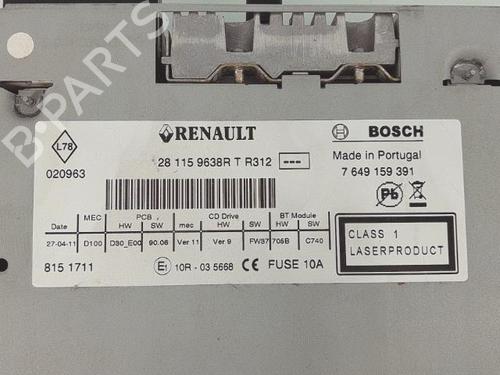 B-PARTS
L78
RENAULT
BOSCH
020963
28 115 9638R T R312 ---
Made in Portugal
7 649 159 391
Pb
MEC PCB CD Drive BT Module
Date HW SW mec HW SW HW SW
27-04-11 D100 D30_E00 90.06 Ver 11 Ver 9 FW37 705B C740
CLASS 1
LASERPRODUCT
815 1711
E1 10R - 03 5668 CE FUSE 10A